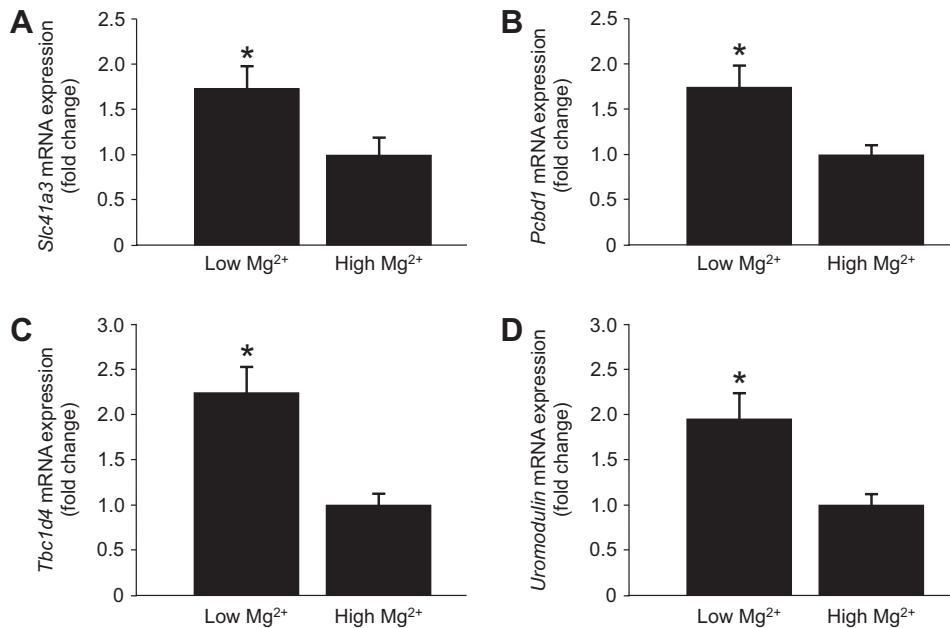 A
Slc41a3 mRNA expression
(fold change)
2.5
2.0
1.5
1.0
0.5
0
*
Low Mg²⁺
High Mg²⁺
B
Pcbd1 mRNA expression
(fold change)
2.5
2.0
1.5
1.0
0.5
0
*
Low Mg²⁺
High Mg²⁺
C
Tbc1d4 mRNA expression
(fold change)
3.0
2.5
2.0
1.5
1.0
0.5
0
*
Low Mg²⁺
High Mg²⁺
D
Uromodulin mRNA expression
(fold change)
3.0
2.5
2.0
1.5
1.0
0.5
0
*
Low Mg²⁺
High Mg²⁺